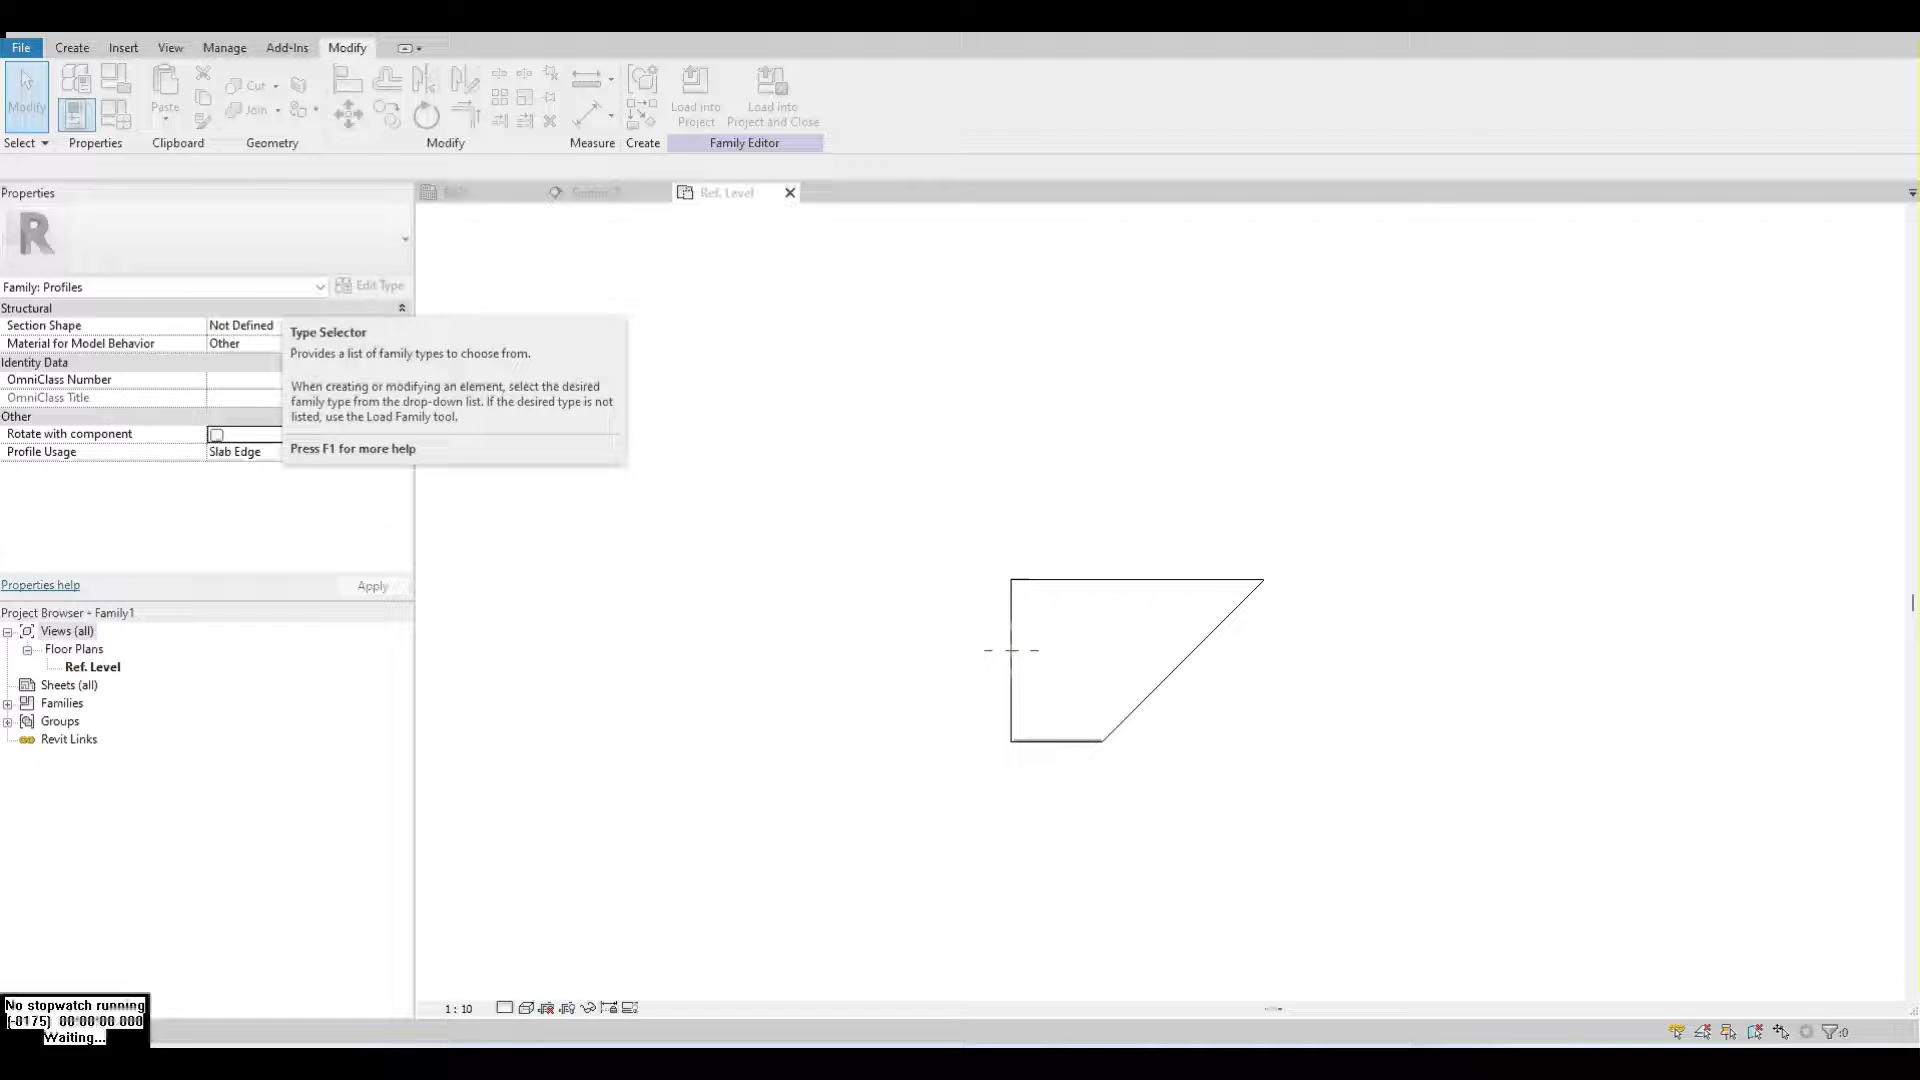 File Create Insert View Manage Add-Ins Modify
Modify Paste Cut Join Load into Project Load into Project and Close
Select Properties Clipboard Geometry Modify Measure Create Family Editor
Properties
Ref. Level
R
Family: Profiles Edit Type
Structural
Section Shape Not Defined
Material for Model Behavior Other
Identity Data
OmniClass Number
OmniClass Title
Other
Rotate with component
Profile Usage Slab Edge
Type Selector
Provides a list of family types to choose from.
When creating or modifying an element, select the desired
family type from the drop-down list. If the desired type is not
listed, use the Load Family tool.
Press F1 for more help
Properties help Apply
Project Browser - Family1
Views (all)
Floor Plans
Ref. Level
Sheets (all)
Families
Groups
Revit Links
1 : 10
No stopwatch running
(-0175) 00:00:00 000
Waiting...
:0